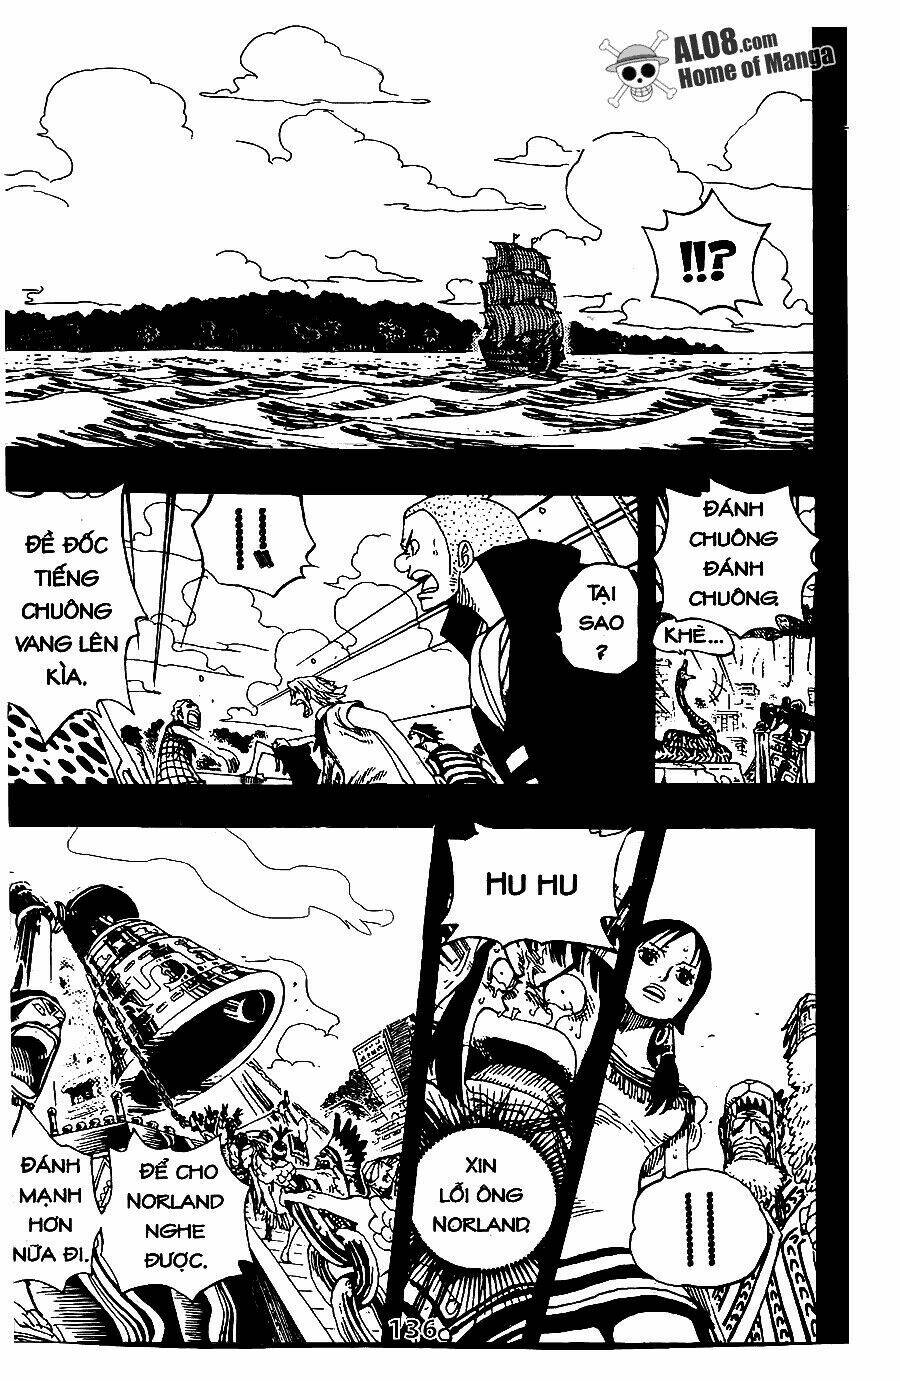 AL08.com
Home of Manga
!!?
ĐÁNH
CHUÔNG
ĐÁNH
CHUÔNG.
KHÈ...
TẠI
SAO
?
ĐỀ ĐỐC
TIẾNG
CHUÔNG
VANG LÊN
KÌA.
HU HU
XIN
LỖI ÔNG
NORLAND.
ĐỂ CHO
NORLAND
NGHE
ĐƯỢC.
ĐÁNH
MẠNH
HƠN
NỮA ĐI.
136